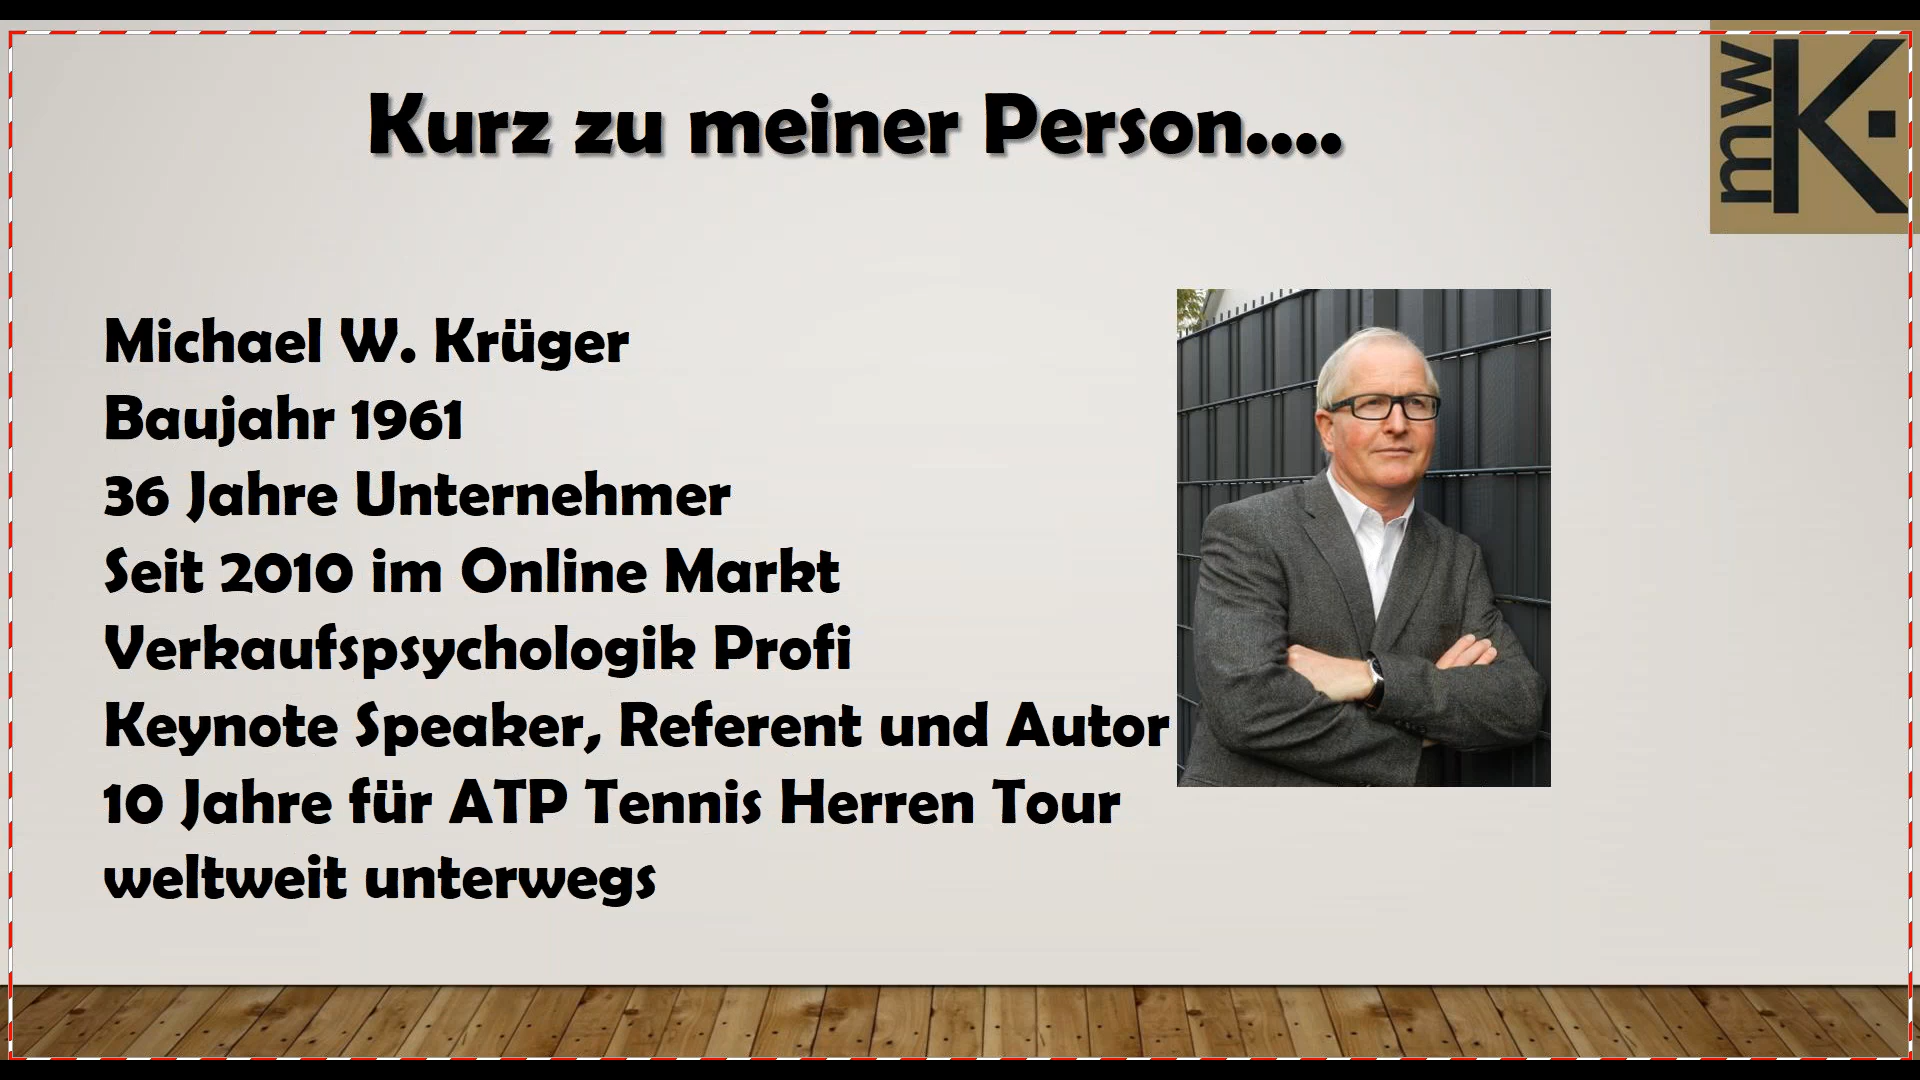 Kurz zu meiner Person....
mw
K.
Michael W. Krüger
Baujahr 1961
36 Jahre Unternehmer
Seit 2010 im Online Markt
Verkaufspsychologik Profi
Keynote Speaker, Referent und Autor
10 Jahre für ATP Tennis Herren Tour
weltweit unterwegs